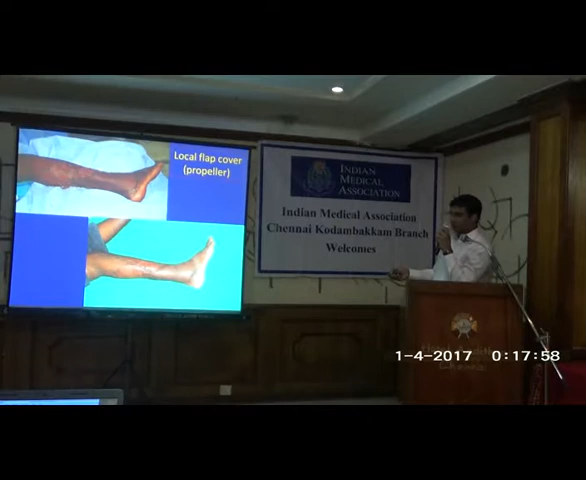 Local flap cover
(propeller)
INDIAN
MEDICAL
ASSOCIATION
Indian Medical Association
Chennai Kodambakkam Branch
Welcomes
1-4-2017 0:17:58